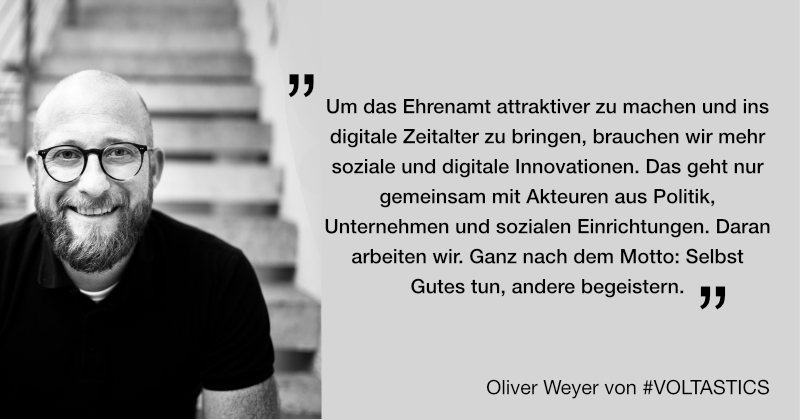 ”
Um das Ehrenamt attraktiver zu machen und ins
digitale Zeitalter zu bringen, brauchen wir mehr
soziale und digitale Innovationen. Das geht nur
gemeinsam mit Akteuren aus Politik,
Unternehmen und sozialen Einrichtungen. Daran
arbeiten wir. Ganz nach dem Motto: Selbst
Gutes tun, andere begeistern. ”
Oliver Weyer von #VOLTASTICS